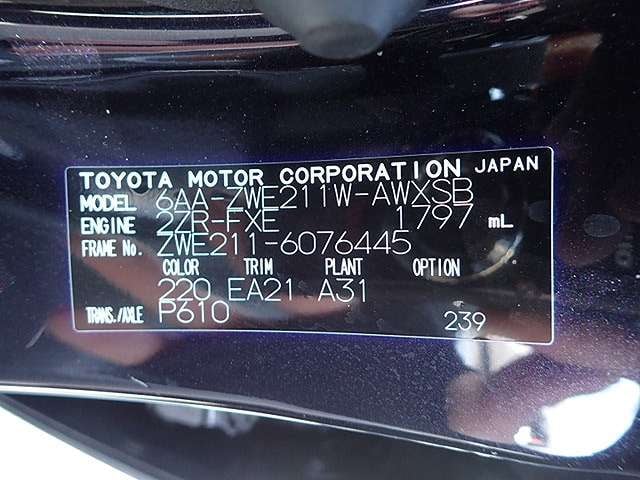 TOYOTA MOTOR CORPORATION JAPAN
MODEL 6AA-ZWE211W-AWXSB
ENGINE 2ZR-FXE 1797 mL
FRAME No. ZWE211-6076445
COLOR TRIM PLANT OPTION
220 EA21 A31
TRANS./AXLE P610 239